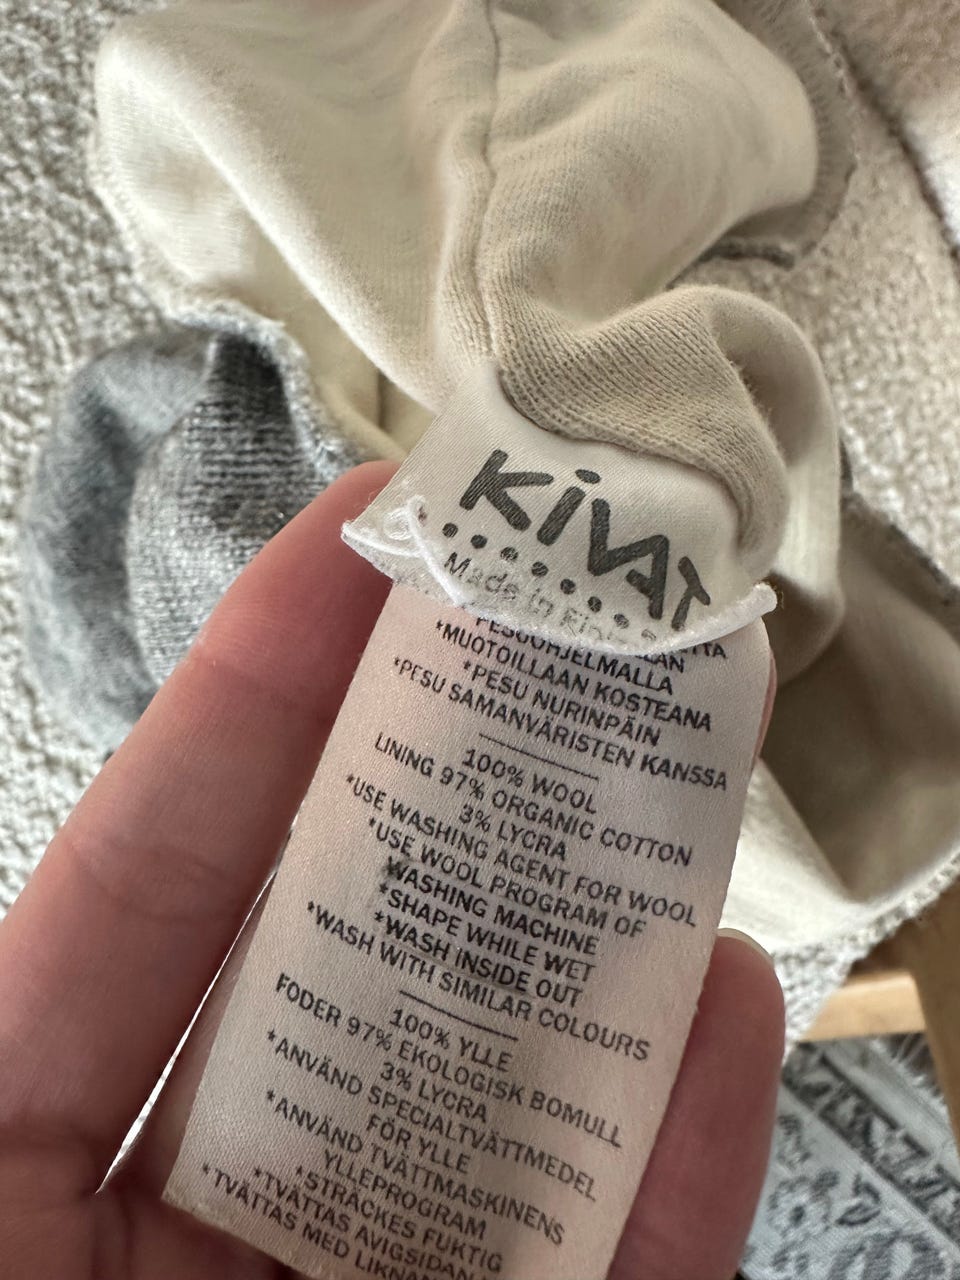 KiVAT
Made in
PESUOHJELMALLA
*MUOTOILLAAN KOSTEANA
*PESU NURINPÄIN
*PESU SAMANVÄRISTEN KANSSA
100% WOOL
LINING 97% ORGANIC COTTON
3% LYCRA
*USE WASHING AGENT FOR WOOL
*USE WOOL PROGRAM OF
WASHING MACHINE
*SHAPE WHILE WET
*WASH INSIDE OUT
*WASH WITH SIMILAR COLOURS
100% YLLE
FODER 97% EKOLOGISK BOMULL
3% LYCRA
*ANVÄND SPECIALTVÄTTMEDEL
FÖR YLLE
*ANVÄND TVÄTTMASKINENS
YLLEPROGRAM
*STRÄCKES FUKTIG
*TVÄTTAS AVIGSIDAN
*TVÄTTAS MED